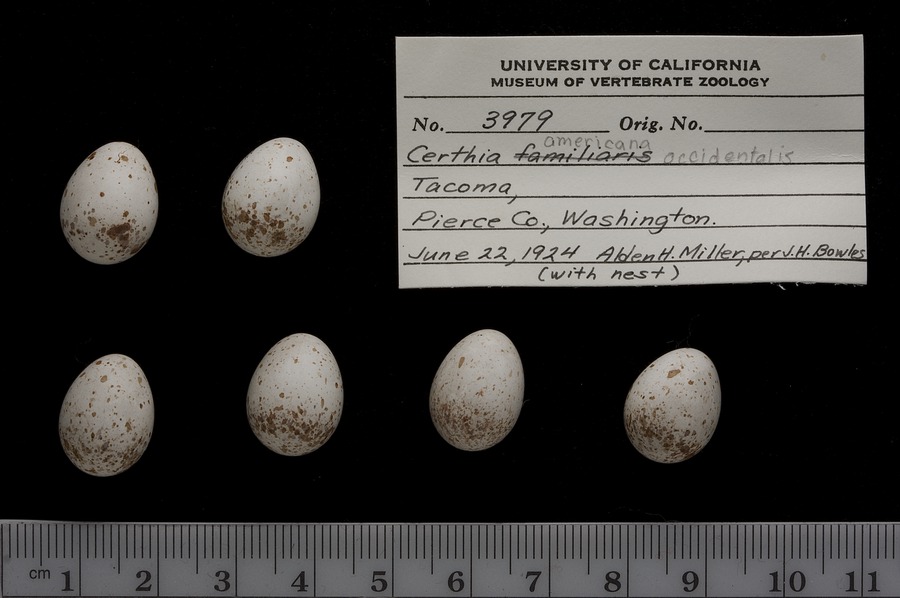 UNIVERSITY OF CALIFORNIA
MUSEUM OF VERTEBRATE ZOOLOGY
No. 3979 Orig. No.
americana
Certhia familiaris occidentalis
Tacoma,
Pierce Co., Washington.
June 22, 1924 Alden H. Miller, per J.H. Bowles
(with nest)
cm 1 2 3 4 5 6 7 8 9 10 11